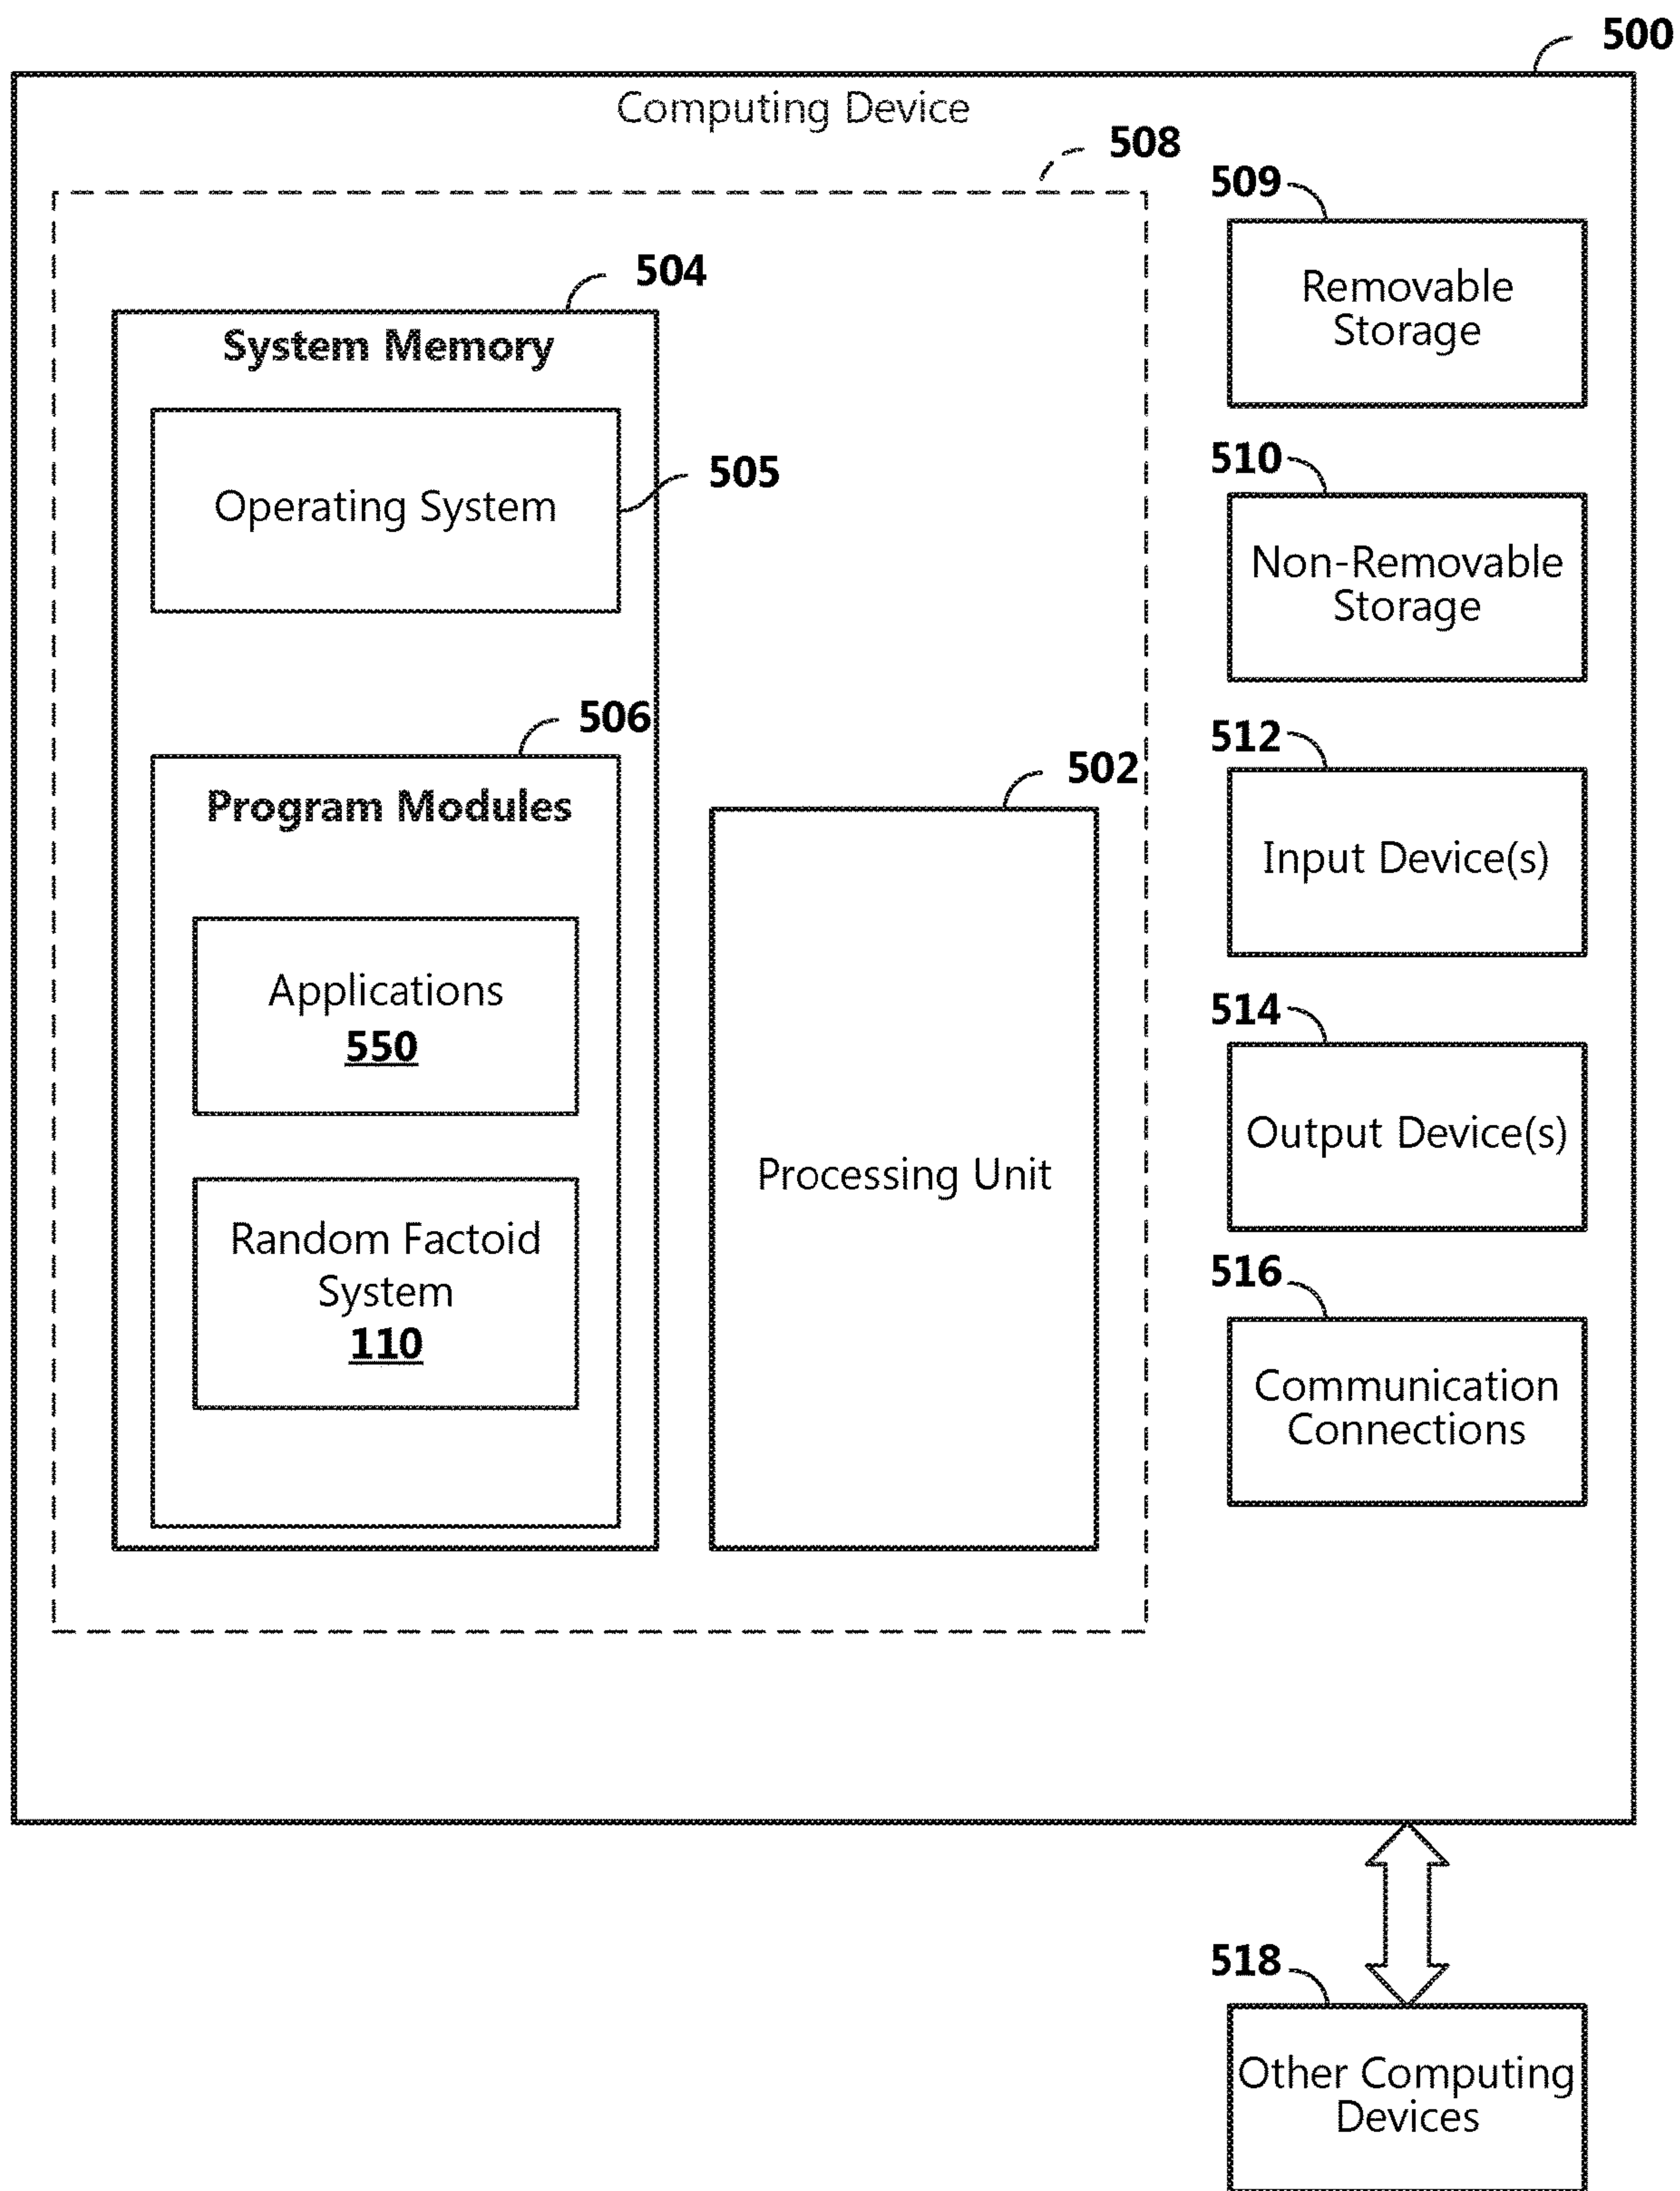 500
Computing Device
508
504
System Memory
Operating System
505
506
Program Modules
Applications
550
Random Factoid
System
110
502
Processing Unit
509
Removable
Storage
510
Non-Removable
Storage
512
Input Device(s)
514
Output Device(s)
516
Communication
Connections
518
Other Computing
Devices